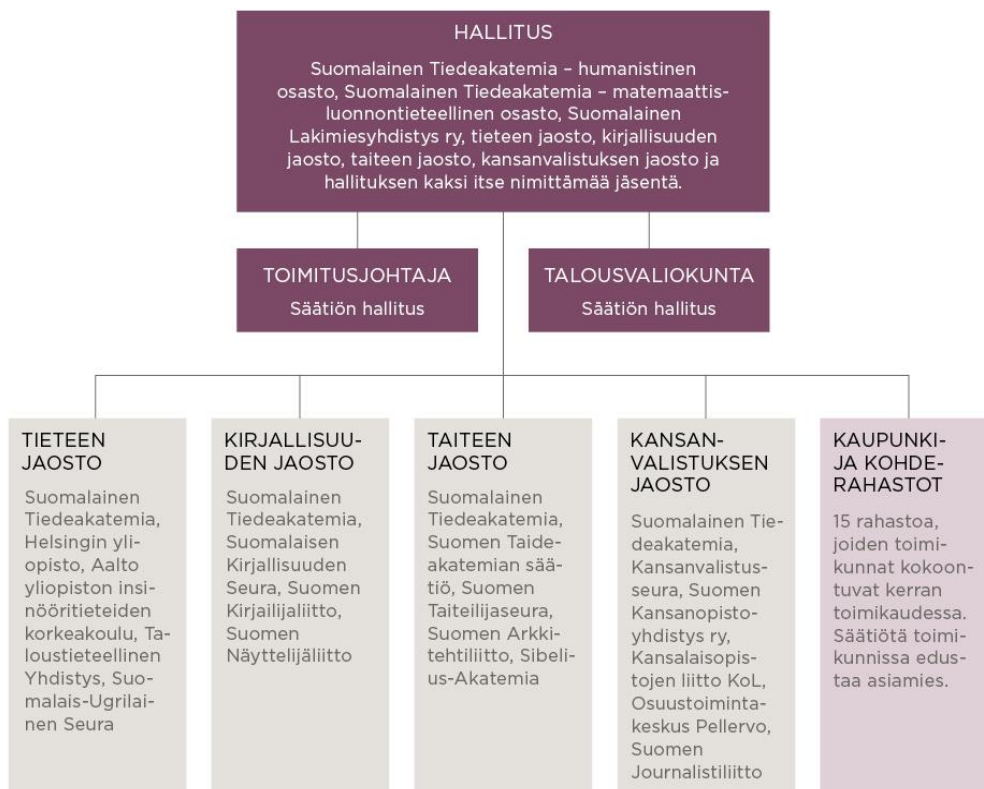 HALLITUS
Suomalainen Tiedeakatemia – humanistinen
osasto, Suomalainen Tiedeakatemia – matemaattis-
luonnontieteellinen osasto, Suomalainen
Lakimiesyhdistys ry, tieteen jaosto, kirjallisuuden
jaosto, taiteen jaosto, kansanvalistuksen jaosto ja
hallituksen kaksi itse nimittämää jäsentä.
TOIMITUSJOHTAJA
Säätiön hallitus
TALOUSVALIOKUNTA
Säätiön hallitus
TIETEEN
JAOSTO
Suomalainen
Tiedeakatemia,
Helsingin yli-
opisto, Aalto
yliopiston insi-
nööritieteiden
korkeakoulu, Ta-
loustieteellinen
Yhdistys, Suo-
malais-Ugrilai-
nen Seura
KIRJALLISUU-
DEN JAOSTO
Suomalainen
Tiedeakatemia,
Suomalaisen
Kirjallisuuden
Seura, Suomen
Kirjailijaliitto,
Suomen
Näyttelijäliitto
TAITEEN
JAOSTO
Suomalainen
Tiedeakatemia,
Suomen Taide-
akatemian sää-
tiö, Suomen
Taiteilijaseura,
Suomen Arkki-
tehtiliitto, Sibeli-
us-Akatemia
KANSAN-
VALISTUKSEN
JAOSTO
Suomalainen Tie-
deakatemia,
Kansanvalistus-
seura, Suomen
Kansanopisto-
yhdistys ry,
Kansalaisopis-
tojen liitto KoL,
Osuustoiminta-
keskus Pellervo,
Suomen
Journalistiliitto
KAUPUNKI-
JA KOHDE-
RAHASTOT
15 rahastoa,
joiden toimi-
kunnat kokoon-
tuvat kerran
toimikaudessa.
Säätiötä toimi-
kunnissa edus-
taa asiamies.